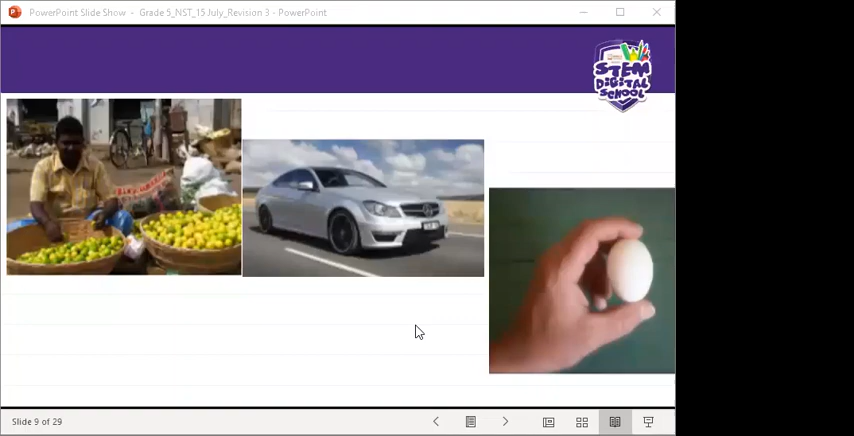 PowerPoint Slide Show - Grade 5_NST_15 July_Revision 3 - PowerPoint
STEM
DIGITAL
SCHOOL
Slide 9 of 29